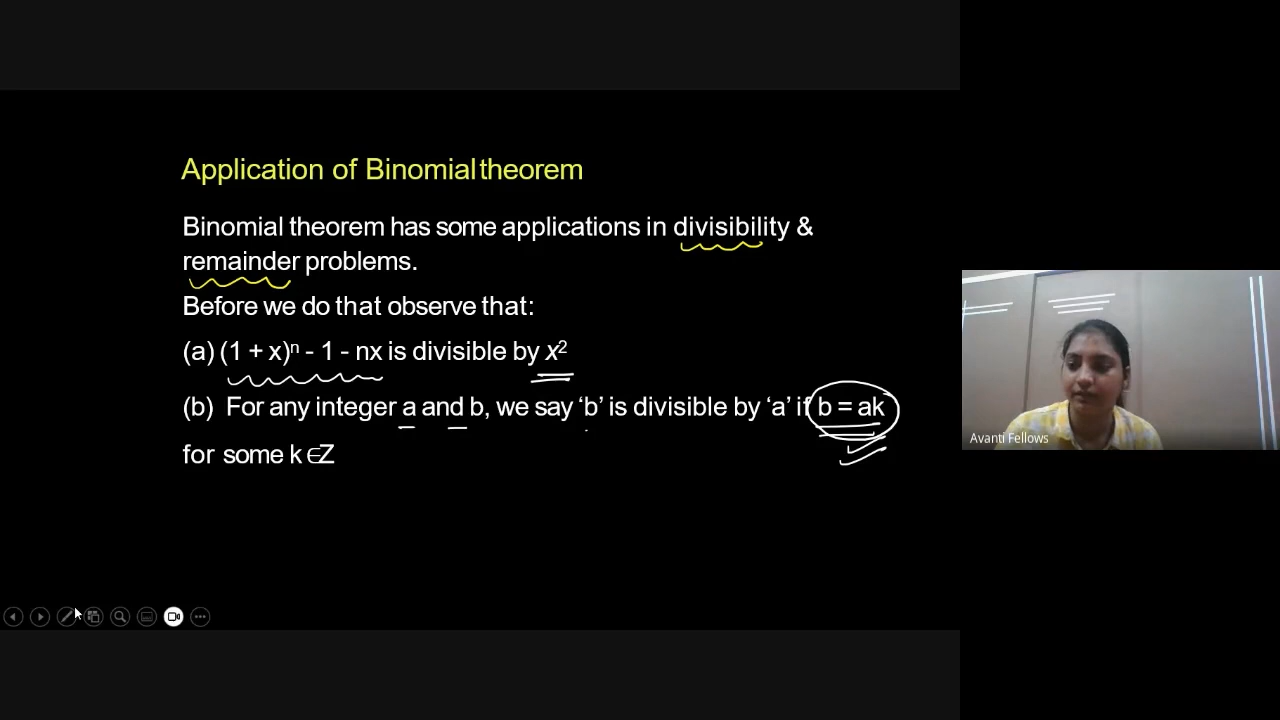 Application of Binomial theorem
Binomial theorem has some applications in divisibility &
remainder problems.
Before we do that observe that:
(a) (1 + x)ⁿ - 1 - nx is divisible by x²
(b) For any integer a and b, we say ‘b’ is divisible by ‘a’ if b = ak
for some k ∈Z
Avanti Fellows